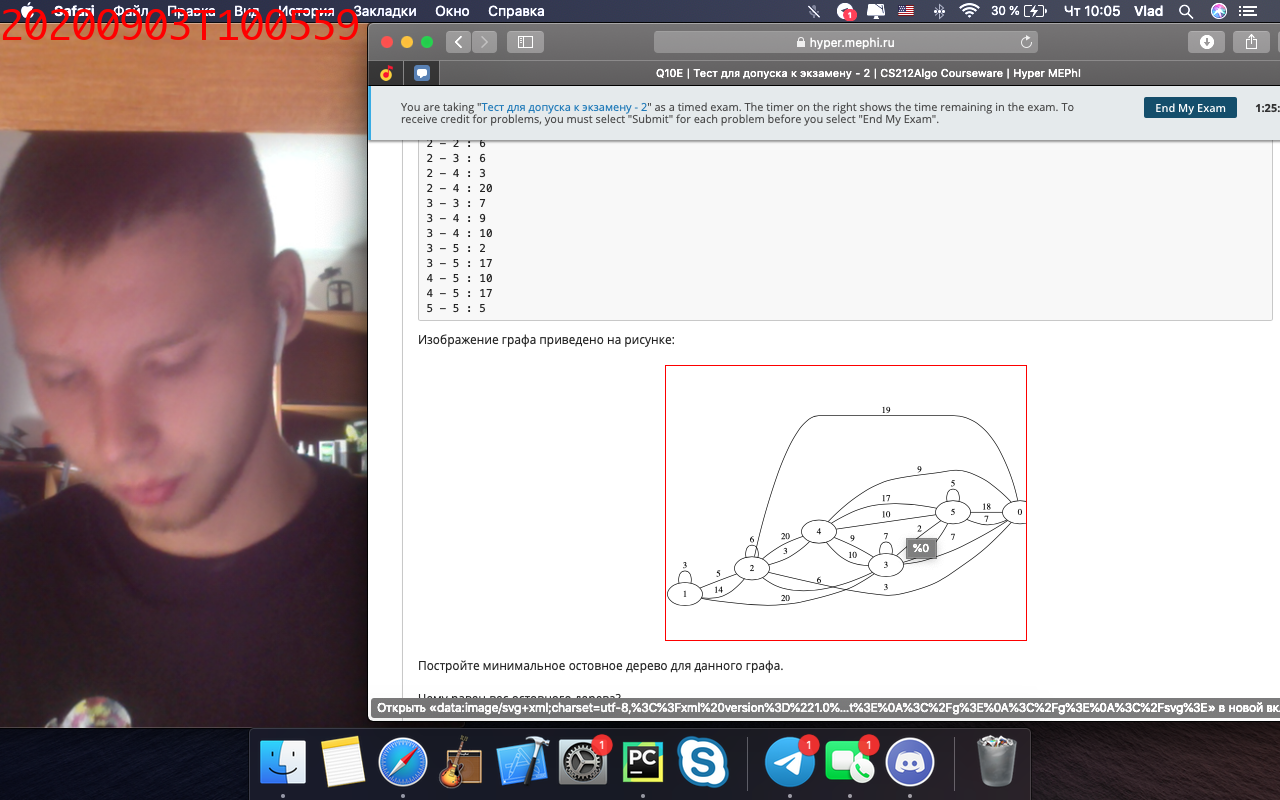 Safari Файл Правка Вид История Закладки Окно Справка 30 % Чт 10:05 Vlad
20200903T100559
hyper.mephi.ru
Q10E | Тест для допуска к экзамену - 2 | CS212Algo Courseware | Hyper MEPhI
You are taking "Тест для допуска к экзамену - 2" as a timed exam. The timer on the right shows the time remaining in the exam. To
receive credit for problems, you must select "Submit" for each problem before you select "End My Exam".
End My Exam
1:25:
2 – 2 : 6
2 – 3 : 6
2 – 4 : 3
2 – 4 : 20
3 – 3 : 7
3 – 4 : 9
3 – 4 : 10
3 – 5 : 2
3 – 5 : 17
4 – 5 : 10
4 – 5 : 17
5 – 5 : 5
Изображение графа приведено на рисунке:
19
9
5
17
18
10
5
0
7
2
7
20
4
9
7
6
3
10
%0
3
2
3
5
6
3
14
1
20
Постройте минимальное остовное дерево для данного графа.
Чему равен вес остовного дерева?
Открыть «data:image/svg+xml;charset=utf-8,%3C%3Fxml%20version%3D%221.0%...t%3E%0A%3C%2Fg%3E%0A%3C%2Fg%3E%0A%3C%2Fsvg%3E» в новой вк
1
PC
1
1